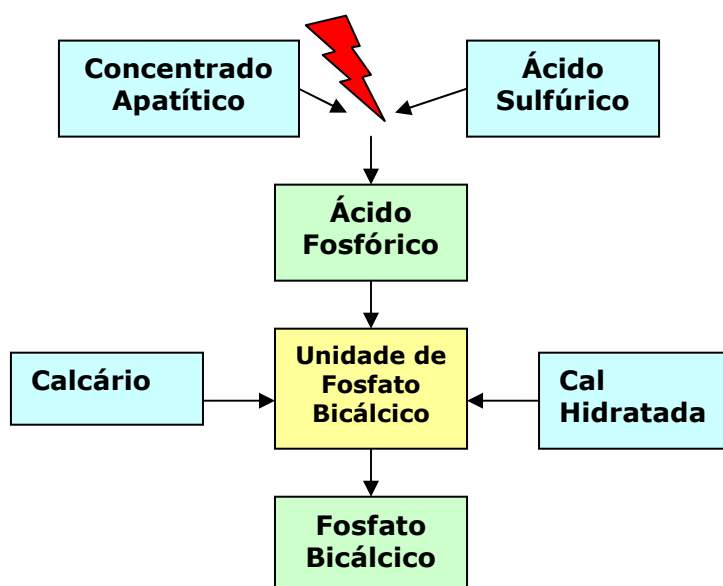 Concentrado
Apatítico
Ácido
Sulfúrico
Ácido
Fosfórico
Calcário
Unidade de
Fosfato
Bicálcico
Cal
Hidratada
Fosfato
Bicálcico